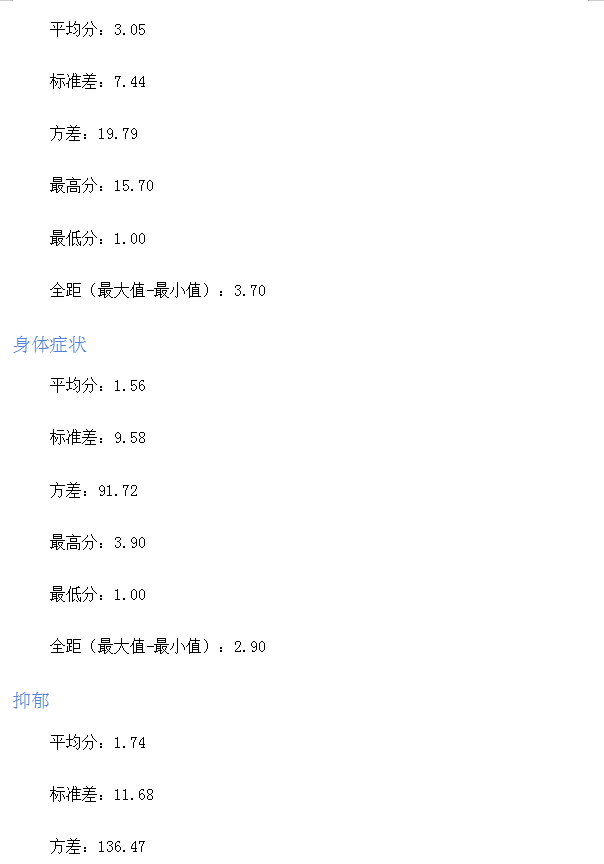 平均分：3.05
标准差：7.44
方差：19.79
最高分：15.70
最低分：1.00
全距（最大值-最小值）：3.70
身体症状
平均分：1.56
标准差：9.58
方差：91.72
最高分：3.90
最低分：1.00
全距（最大值-最小值）：2.90
抑郁
平均分：1.74
标准差：11.68
方差：136.47